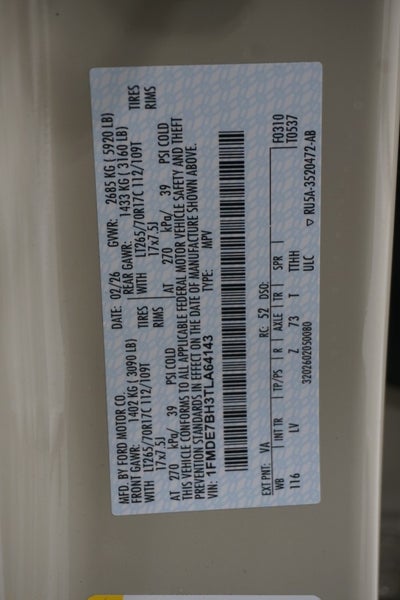 MFD. BY FORD MOTOR CO. DATE: 02/26 GVWR: 2685 KG ( 5920 LB)
FRONT GAWR: 1402 KG ( 3090 LB) REAR GAWR: 1433 KG ( 3160 LB)
WITH LT265/70R17C 112/109T TIRES WITH LT265/70R17C 112/109T TIRES
17x7.5J RIMS 17x7.5J RIMS
AT 270 kPa/ 39 PSI COLD AT 270 kPa/ 39 PSI COLD
THIS VEHICLE CONFORMS TO ALL APPLICABLE FEDERAL MOTOR VEHICLE SAFETY AND THEFT
PREVENTION STANDARDS IN EFFECT ON THE DATE OF MANUFACTURE SHOWN ABOVE.
VIN: 1FMDE7BH3TLA64143 TYPE: MPV
F0310
T0537
EXT PNT: VA RC: 52 DSO:
WB INT TR TP/PS R AXLE TR SPR
116 LV Z 73 T TTHH
ULC
3202602050080 ▽ RU5A-3520472-AB